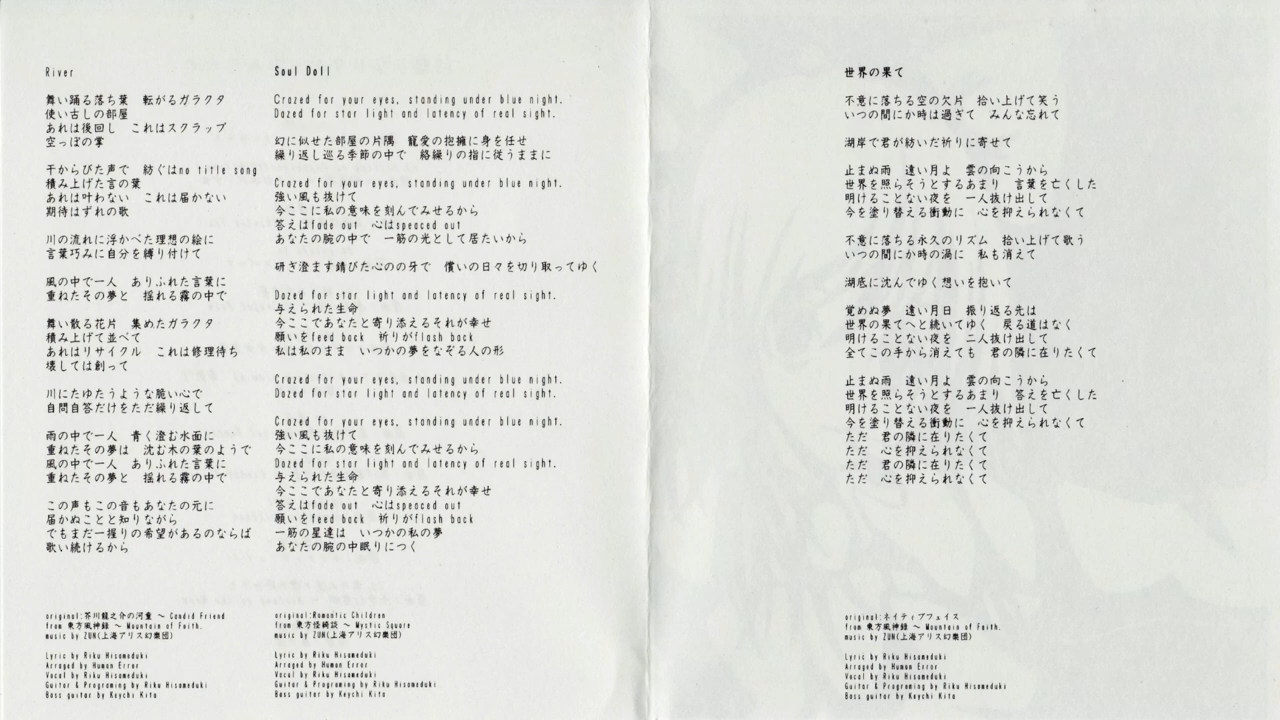 River
舞い踊る落ち葉　転がるガラクタ
使い古しの部屋
あれは後回し　これはスクラップ
空っぽの掌
干からびた声で　紡ぐはno title song
積み上げた言の葉
あれは叶わない　これは届かない
期待はずれの歌
川の流れに浮かべた理想の絵に
言葉巧みに自分を縛り付けて
風の中で一人　ありふれた言葉に
重ねたその夢と　揺れる霧の中で
舞い散る花片　集めたガラクタ
積み上げて並べて
あれはリサイクル　これは修理待ち
壊しては創って
川にたゆたうような脆い心で
自問自答だけをただ繰り返して
雨の中で一人　青く澄む水面に
重ねたその夢は　沈む木の葉のようで
風の中で一人　ありふれた言葉に
重ねたその夢と　揺れる霧の中で
この声もこの音もあなたの元に
届かぬことと知りながら
でもまだ一握りの希望があるのならば
歌い続けるから
original:芥川龍之介の河童 ～ Candid Friend
from 東方風神録 ～ Mountain of Faith.
music by ZUN(上海アリス幻樂団)
Lyric by Riku Hisameduki
Arraged by Human Error
Vocal by Riku Hisameduki
Guitar & Programing by Riku Hisameduki
Bass guitar by Keychi Kita
Soul Doll
Crazed for your eyes, standing under blue night.
Dazed for star light and latency of real sight.
幻に似せた部屋の片隅　寵愛の抱擁に身を任せ
繰り返し巡る季節の中で　絡繰りの指に従うままに
Crazed for your eyes, standing under blue night.
強い風も抜けて
今ここに私の意味を刻んでみせるから
答えはfade out　心はspeaced out
あなたの腕の中で　一筋の光として居たいから
研ぎ澄ます錆びた心のの牙で　償いの日々を切り取ってゆく
Dazed for star light and latency of real sight.
与えられた生命
今ここであなたと寄り添えるそれが幸せ
願いをfeed back　祈りがflash back
私は私のまま　いつかの夢をなぞる人の形
Crazed for your eyes, standing under blue night.
Dazed for star light and latency of real sight.
Crazed for your eyes, standing under blue night.
強い風も抜けて
今ここに私の意味を刻んでみせるから
Dazed for star light and latency of real sight.
与えられた生命
今ここであなたと寄り添えるそれが幸せ
答えはfade out　心はspeaced out
願いをfeed back　祈りがflash back
一筋の星達は　いつかの私の夢
あなたの腕の中眠りにつく
original:Romantic Children
from 東方怪綺談 ～ Mystic Square
music by ZUN(上海アリス幻樂団)
Lyric by Riku Hisameduki
Arraged by Human Error
Vocal by Riku Hisameduki
Guitar & Programing by Riku Hisameduki
Bass guitar by Keychi Kita
世界の果て
不意に落ちる空の欠片　拾い上げて笑う
いつの間にか時は過ぎて　みんな忘れて
湖岸で君が紡いだ祈りに寄せて
止まぬ雨　遠い月よ　雲の向こうから
世界を照らそうとするあまり　言葉を亡くした
明けることない夜を　一人抜け出して
今を塗り替える衝動に　心を抑えられなくて
不意に落ちる永久のリズム　拾い上げて歌う
いつの間にか時の渦に　私も消えて
湖底に沈んでゆく想いを抱いて
覚めぬ夢　遠い月日　振り返る先は
世界の果てへと続いてゆく　戻る道はなく
明けることない夜を　二人抜け出して
全てこの手から消えても　君の隣に在りたくて
止まぬ雨　遠い月よ　雲の向こうから
世界を照らそうとするあまり　答えを亡くした
明けることない夜を　一人抜け出して
今を塗り替える衝動に　心を抑えられなくて
ただ　君の隣に在りたくて
ただ　心を抑えられなくて
ただ　君の隣に在りたくて
ただ　心を抑えられなくて
original:ネイティブフェイス
from 東方風神録 ～ Mountain of Faith.
music by ZUN(上海アリス幻樂団)
Lyric by Riku Hisameduki
Arraged by Human Error
Vocal by Riku Hisameduki
Guitar & Programing by Riku Hisameduki
Bass guitar by Keychi Kita